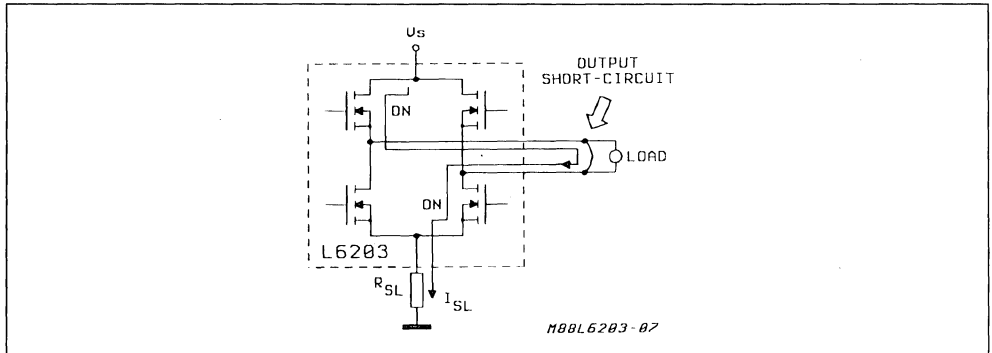 Vs
OUTPUT
SHORT-CIRCUIT
ON
LOAD
ON
L6203
RSL
ISL
M88L6203-07